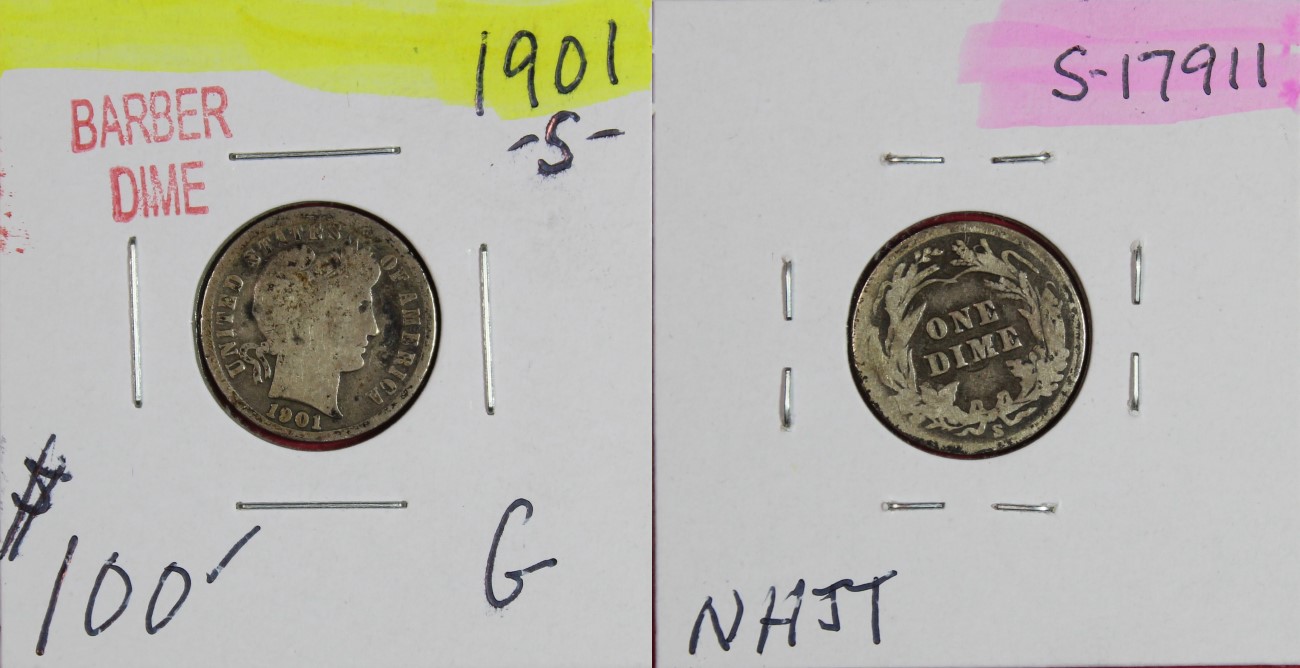 1901
-S-
BARBER
DIME
UNITED STATES OF AMERICA
1901
$100
G
S-17911
ONE
DIME
S
NHJT